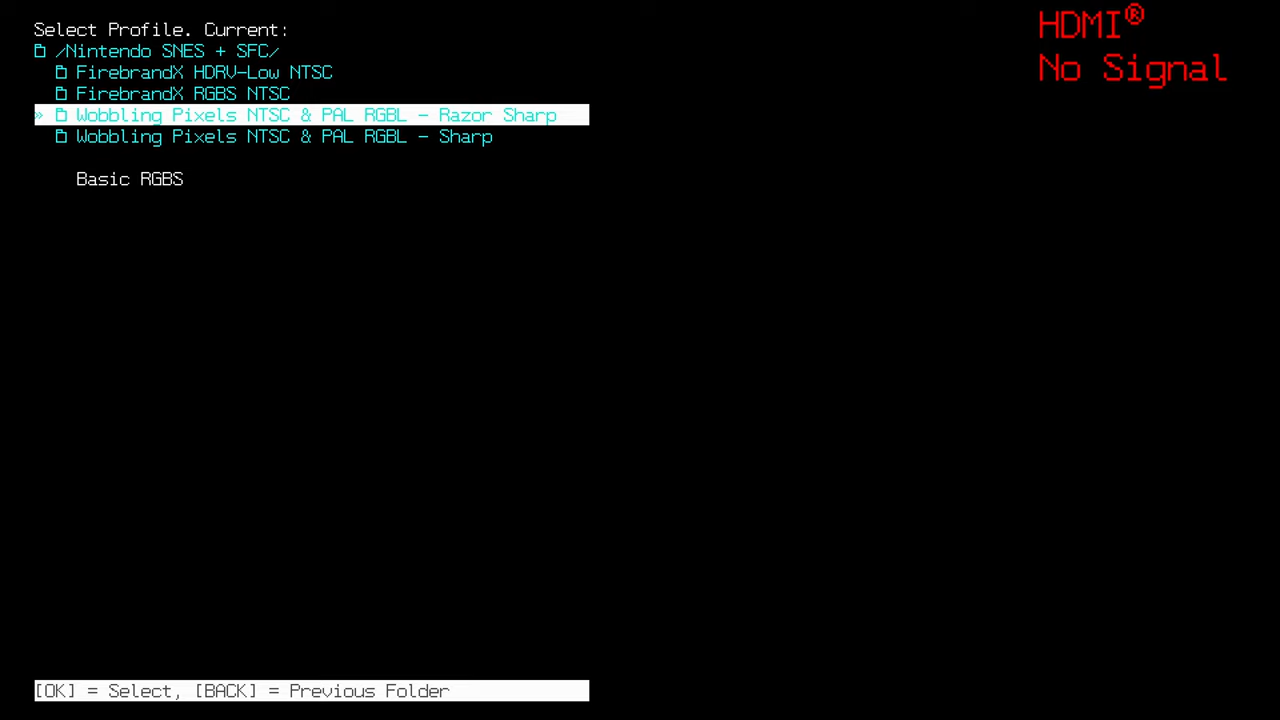 Select Profile. Current:
/Nintendo SNES + SFC/
FirebrandX HDRV-Low NTSC
FirebrandX RGBS NTSC
» Wobbling Pixels NTSC & PAL RGBL - Razor Sharp
Wobbling Pixels NTSC & PAL RGBL - Sharp
Basic RGBS
[OK] = Select, [BACK] = Previous Folder
HDMI®
No Signal